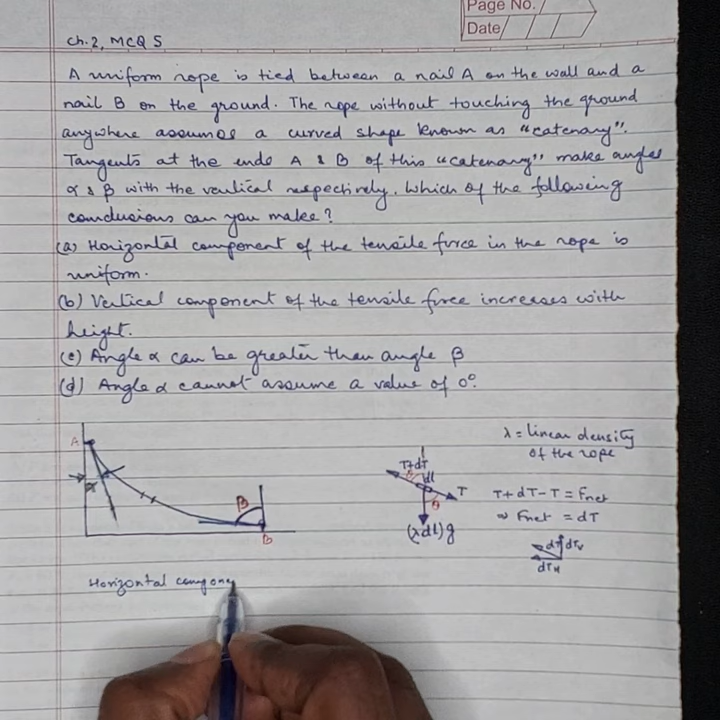 Page No.
Date
Ch.2, MCQ 5
A uniform rope is tied between a nail A on the wall and a
nail B on the ground. The rope without touching the ground
anywhere assumes a curved shape known as "catenary".
Tangents at the ends A & B of this "catenary" make angles
α & β with the vertical respectively. Which of the following
conclusions can you make?
(a) Horizontal component of the tensile force in the rope is
uniform.
(b) Vertical component of the tensile force increases with
height.
(c) Angle α can be greater than angle β
(d) Angle α cannot assume a value of 0°.
λ = linear density
of the rope
A
α
β
B
T+dT
θ
dl
T
θ
(λdl)g
T+dT-T = Fnet
⇒ Fnet = dT
dT
dTv
dTH
Horizontal compone